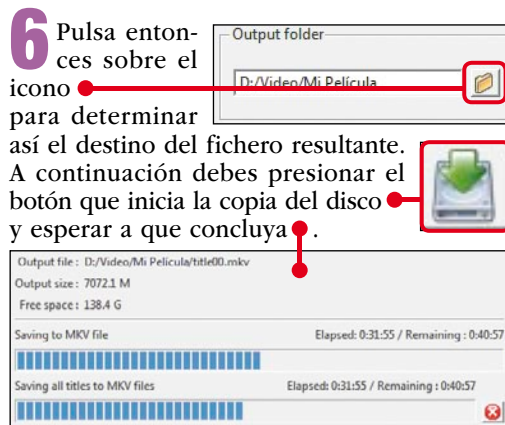 6 Pulsa enton-
ces sobre el
icono
para determinar
así el destino del fichero resultante.
A continuación debes presionar el
botón que inicia la copia del disco
y esperar a que concluya .
Output folder
D:/Video/Mi Película
Output file : D:/Video/Mi Película/title00.mkv
Output size : 7072.1 M
Free space : 138.4 G
Saving to MKV file Elapsed: 0:31:55 / Remaining : 0:40:57
Saving all titles to MKV files Elapsed: 0:31:55 / Remaining : 0:40:57